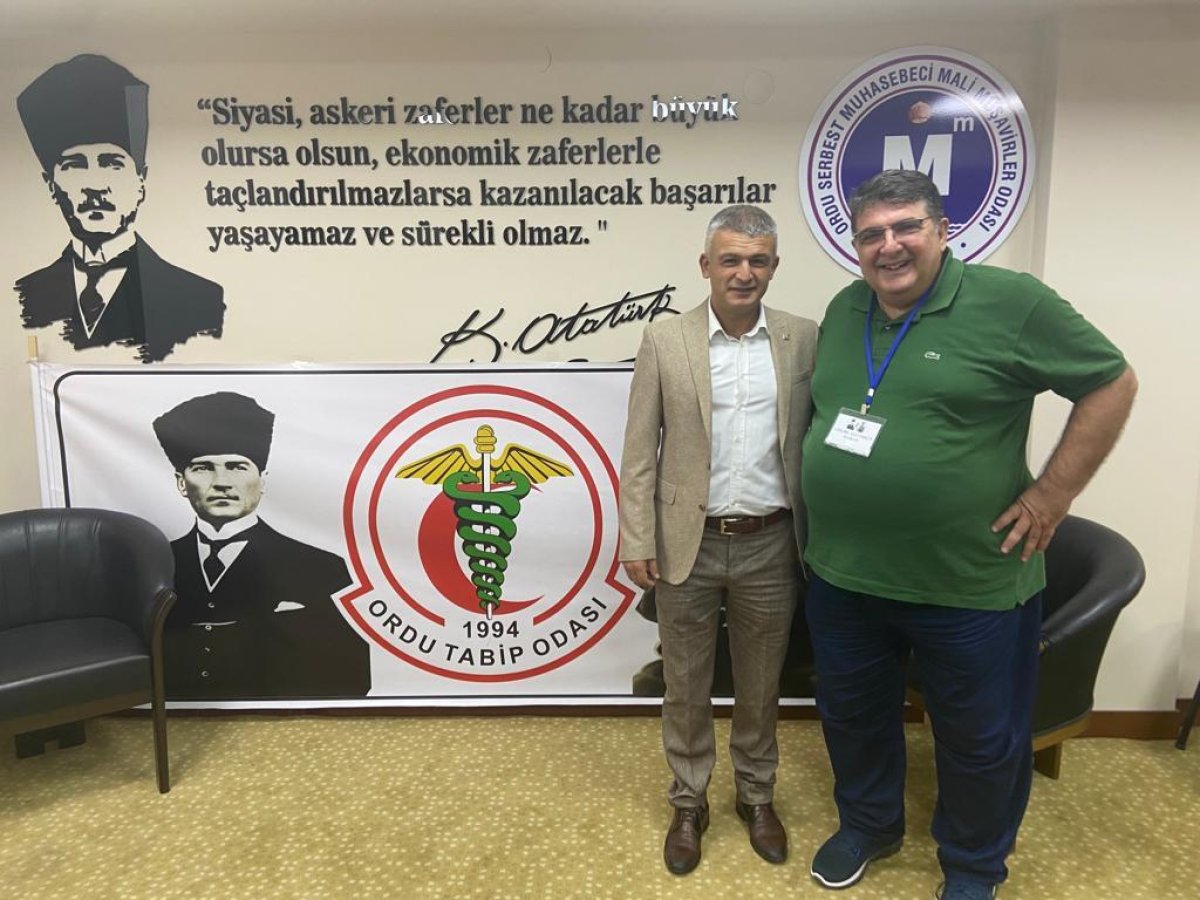 “Siyasi, askeri zaferler ne kadar büyük
olursa olsun, ekonomik zaferlerle
taçlandırılmazlarsa kazanılacak başarılar
yaşayamaz ve sürekli olmaz. "
K. Atatürk
ORDU SERBEST MUHASEBECİ MALİ MÜŞAVİRLER ODASI
Mm
1994
ORDU TABİP ODASI